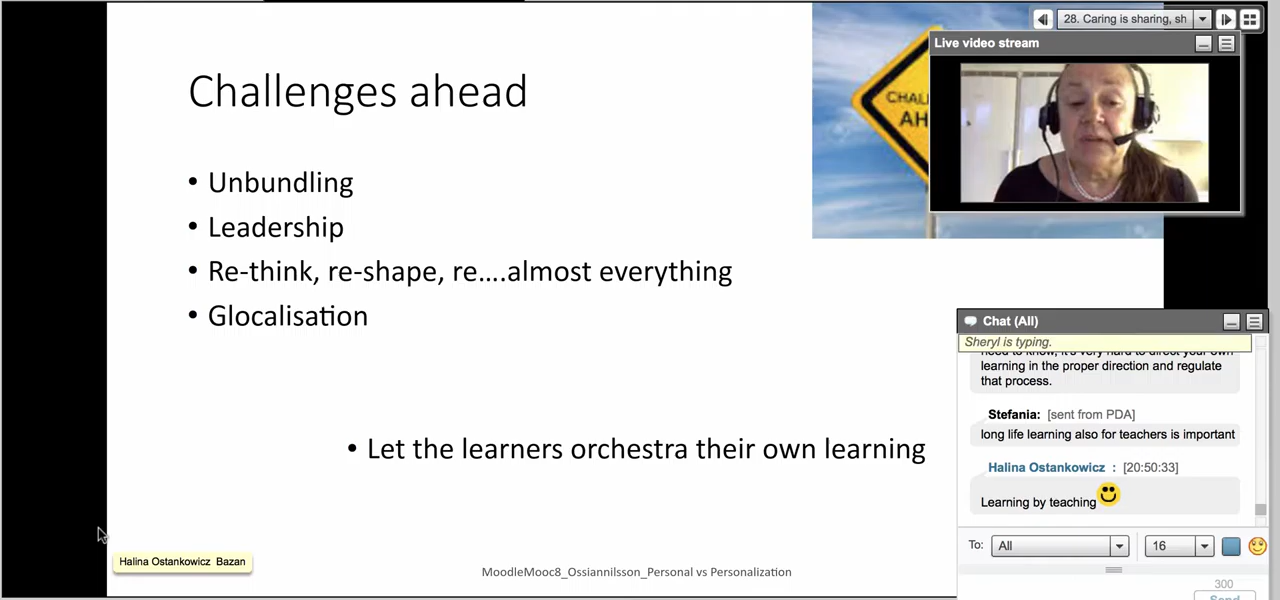 Challenges ahead
• Unbundling
• Leadership
• Re-think, re-shape, re....almost everything
• Glocalisation
• Let the learners orchestra their own learning
Halina Ostankowicz Bazan
MoodleMooc8_Ossiannilsson_Personal vs Personalization
28. Caring is sharing, sh
Live video stream
CHAL
AH
Chat (All)
Sheryl is typing.
need to know, it's very hard to direct your own
learning in the proper direction and regulate
that process.
Stefania: [sent from PDA]
long life learning also for teachers is important
Halina Ostankowicz : [20:50:33]
Learning by teaching
To: All 16
300
Send